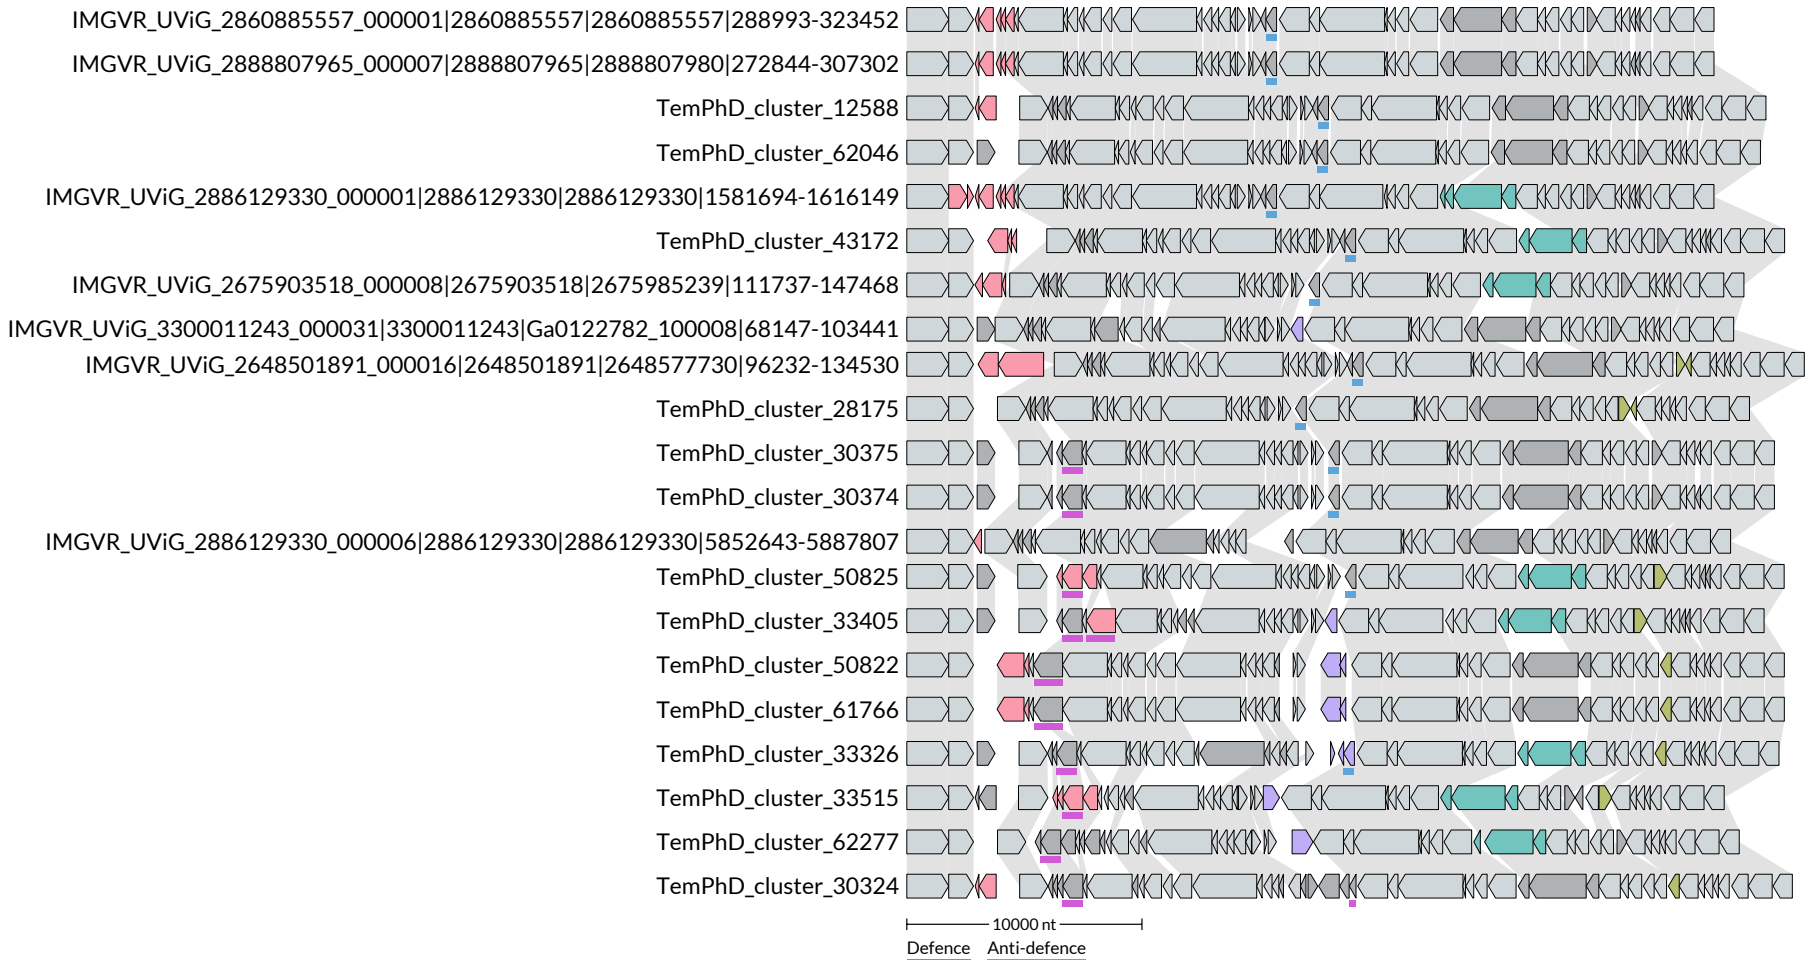 IMGVR_UViG_2860885557_000001|2860885557|2860885557|288993-323452
IMGVR_UViG_2888807965_000007|2888807965|2888807980|272844-307302
TemPhD_cluster_12588
TemPhD_cluster_62046
IMGVR_UViG_2886129330_000001|2886129330|2886129330|1581694-1616149
TemPhD_cluster_43172
IMGVR_UViG_2675903518_000008|2675903518|2675985239|111737-147468
IMGVR_UViG_3300011243_000031|3300011243|Ga0122782_100008|68147-103441
IMGVR_UViG_2648501891_000016|2648501891|2648577730|96232-134530
TemPhD_cluster_28175
TemPhD_cluster_30375
TemPhD_cluster_30374
IMGVR_UViG_2886129330_000006|2886129330|2886129330|5852643-5887807
TemPhD_cluster_50825
TemPhD_cluster_33405
TemPhD_cluster_50822
TemPhD_cluster_61766
TemPhD_cluster_33326
TemPhD_cluster_33515
TemPhD_cluster_62277
TemPhD_cluster_30324
10000 nt
Defence Anti-defence